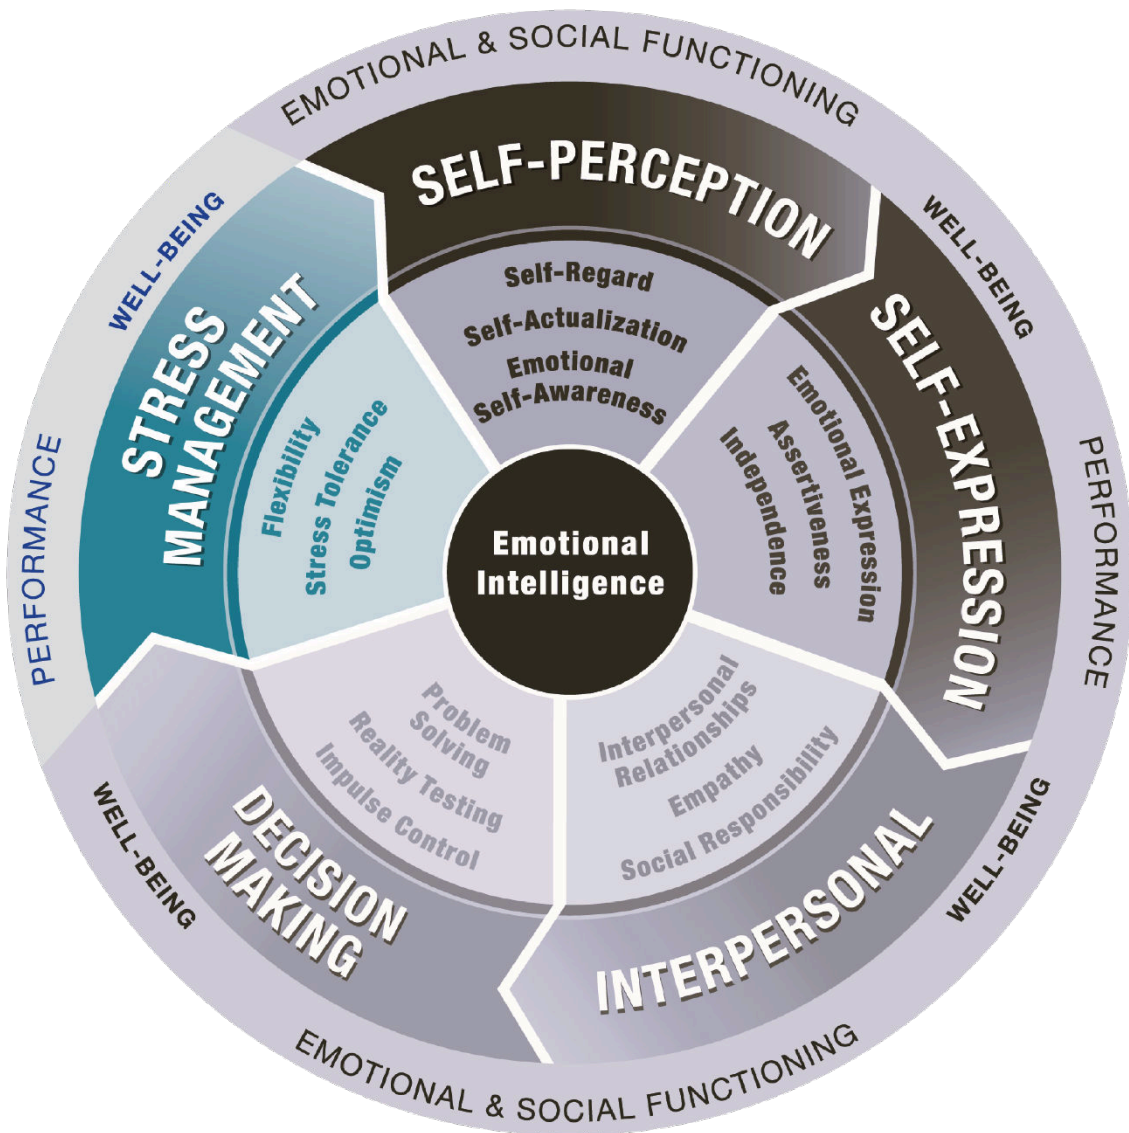 EMOTIONAL & SOCIAL FUNCTIONING
WELL-BEING
PERFORMANCE
WELL-BEING
EMOTIONAL & SOCIAL FUNCTIONING
WELL-BEING
PERFORMANCE
WELL-BEING
SELF-PERCEPTION
Self-Regard
Self-Actualization
Emotional
Self-Awareness
SELF-EXPRESSION
Emotional Expression
Assertiveness
Independence
INTERPERSONAL
Interpersonal
Relationships
Empathy
Social Responsibility
DECISION
MAKING
Problem
Solving
Reality Testing
Impulse Control
STRESS
MANAGEMENT
Flexibility
Stress Tolerance
Optimism
Emotional
Intelligence